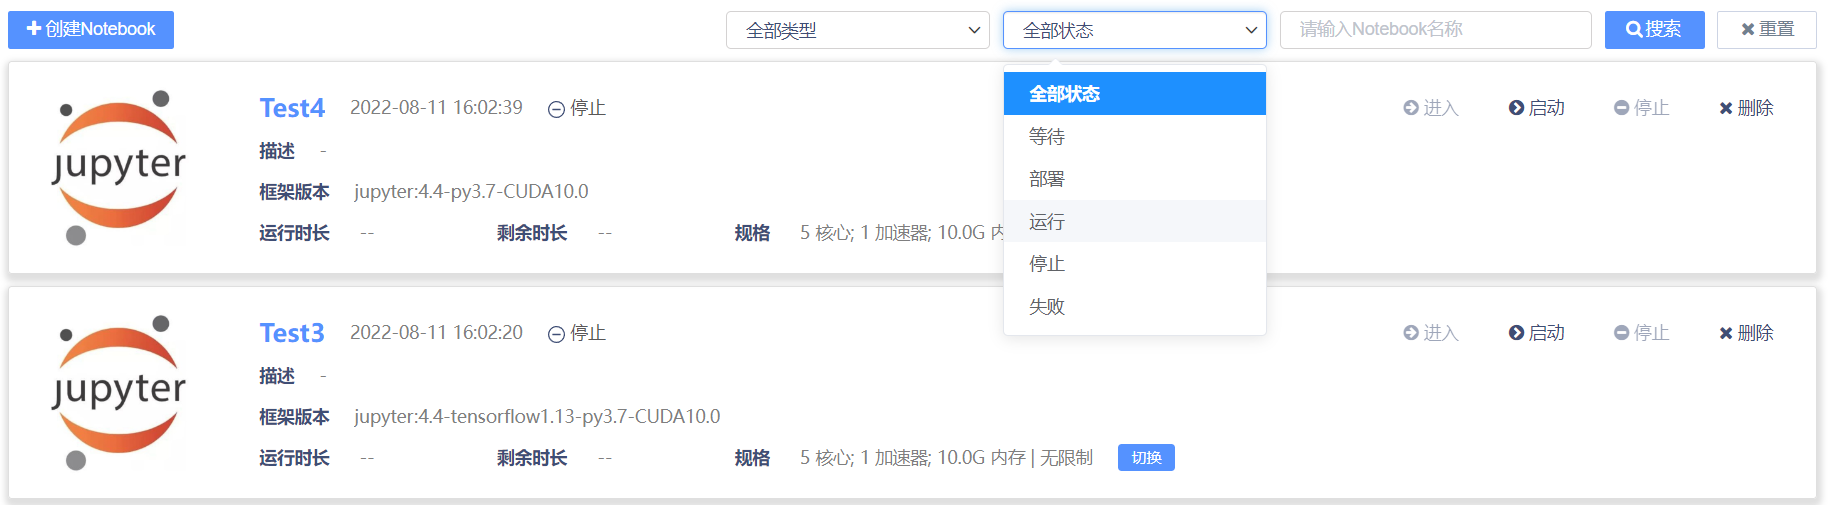 创建Notebook
全部类型
全部状态
请输入Notebook名称
搜索
重置
全部状态
等待
部署
运行
停止
失败
jupyter
Test4 2022-08-11 16:02:39 停止
进入 启动 停止 删除
描述 -
框架版本 jupyter:4.4-py3.7-CUDA10.0
运行时长 -- 剩余时长 -- 规格 5 核心; 1 加速器; 10.0G 内
jupyter
Test3 2022-08-11 16:02:20 停止
进入 启动 停止 删除
描述 -
框架版本 jupyter:4.4-tensorflow1.13-py3.7-CUDA10.0
运行时长 -- 剩余时长 -- 规格 5 核心; 1 加速器; 10.0G 内存 | 无限制 切换